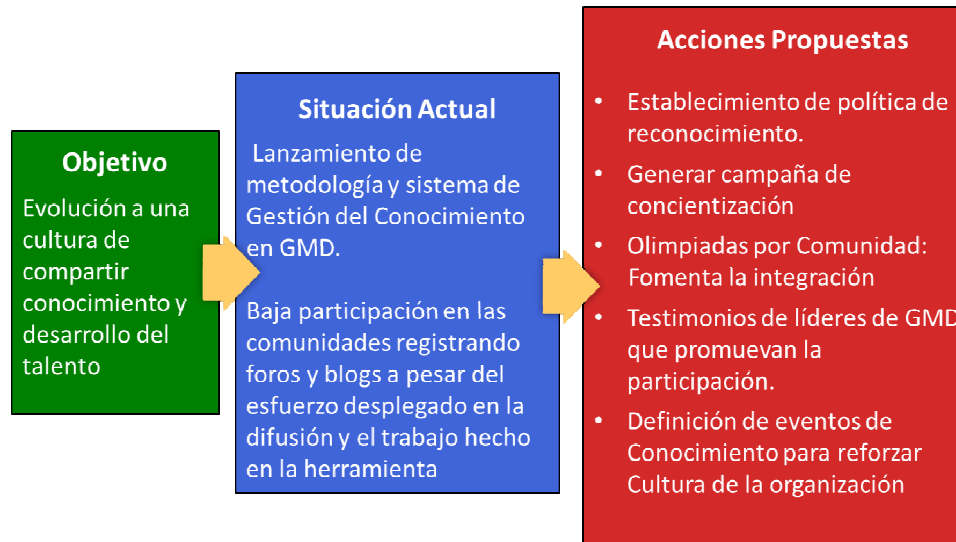 Objetivo
Evolución a una
cultura de
compartir
conocimiento y
desarrollo del
talento
Situación Actual
Lanzamiento de
metodología y sistema de
Gestión del Conocimiento
en GMD.
Baja participación en las
comunidades registrando
foros y blogs a pesar del
esfuerzo desplegado en la
difusión y el trabajo hecho
en la herramienta
Acciones Propuestas
• Establecimiento de política de
reconocimiento.
• Generar campaña de
concientización
• Olimpiadas por Comunidad:
Fomenta la integración
• Testimonios de líderes de GMD
que promuevan la
participación.
• Definición de eventos de
Conocimiento para reforzar
Cultura de la organización